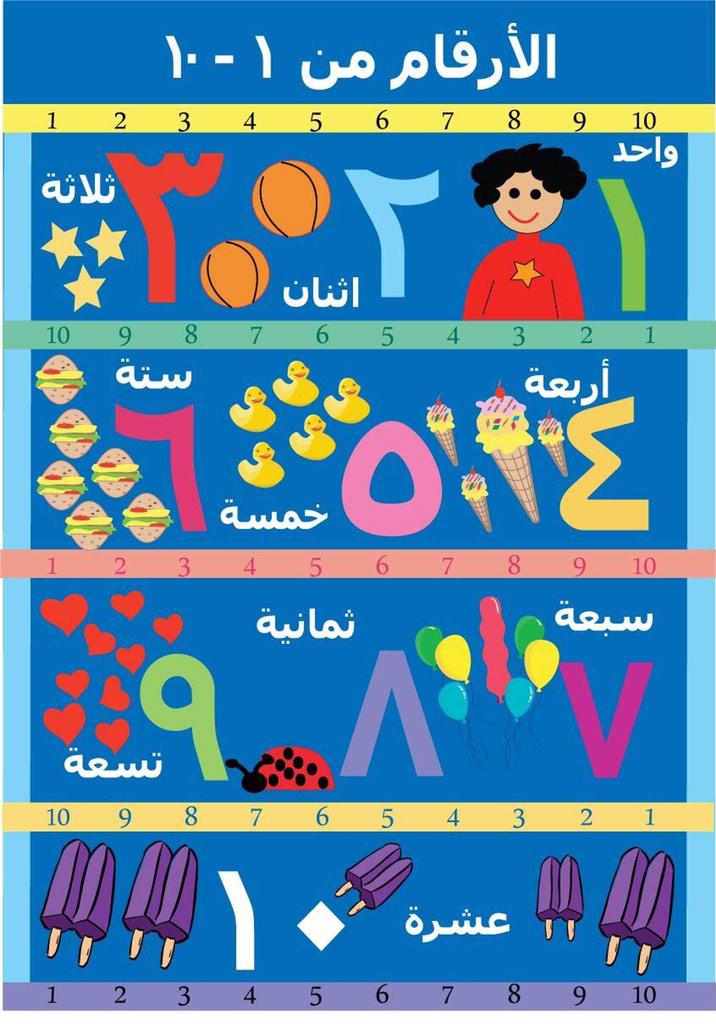 الأرقام من ١ - ١٠
1 2 3 4 5 6 7 8 9 10
واحد
١
٢
اثنان
٣
ثلاثة
10 9 8 7 6 5 4 3 2 1
أربعة
٤
٥
خمسة
ستة
٦
1 2 3 4 5 6 7 8 9 10
سبعة
٧
ثمانية
٨
٩
تسعة
10 9 8 7 6 5 4 3 2 1
عشرة
١٠
1 2 3 4 5 6 7 8 9 10